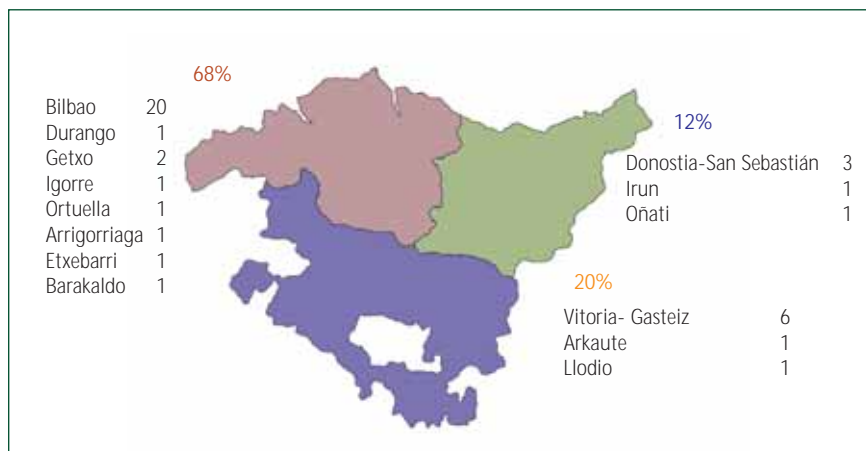 68%
Bilbao 20
Durango 1
Getxo 2
Igorre 1
Ortuella 1
Arrigorriaga 1
Etxebarri 1
Barakaldo 1
12%
Donostia-San Sebastián 3
Irun 1
Oñati 1
20%
Vitoria- Gasteiz 6
Arkaute 1
Llodio 1